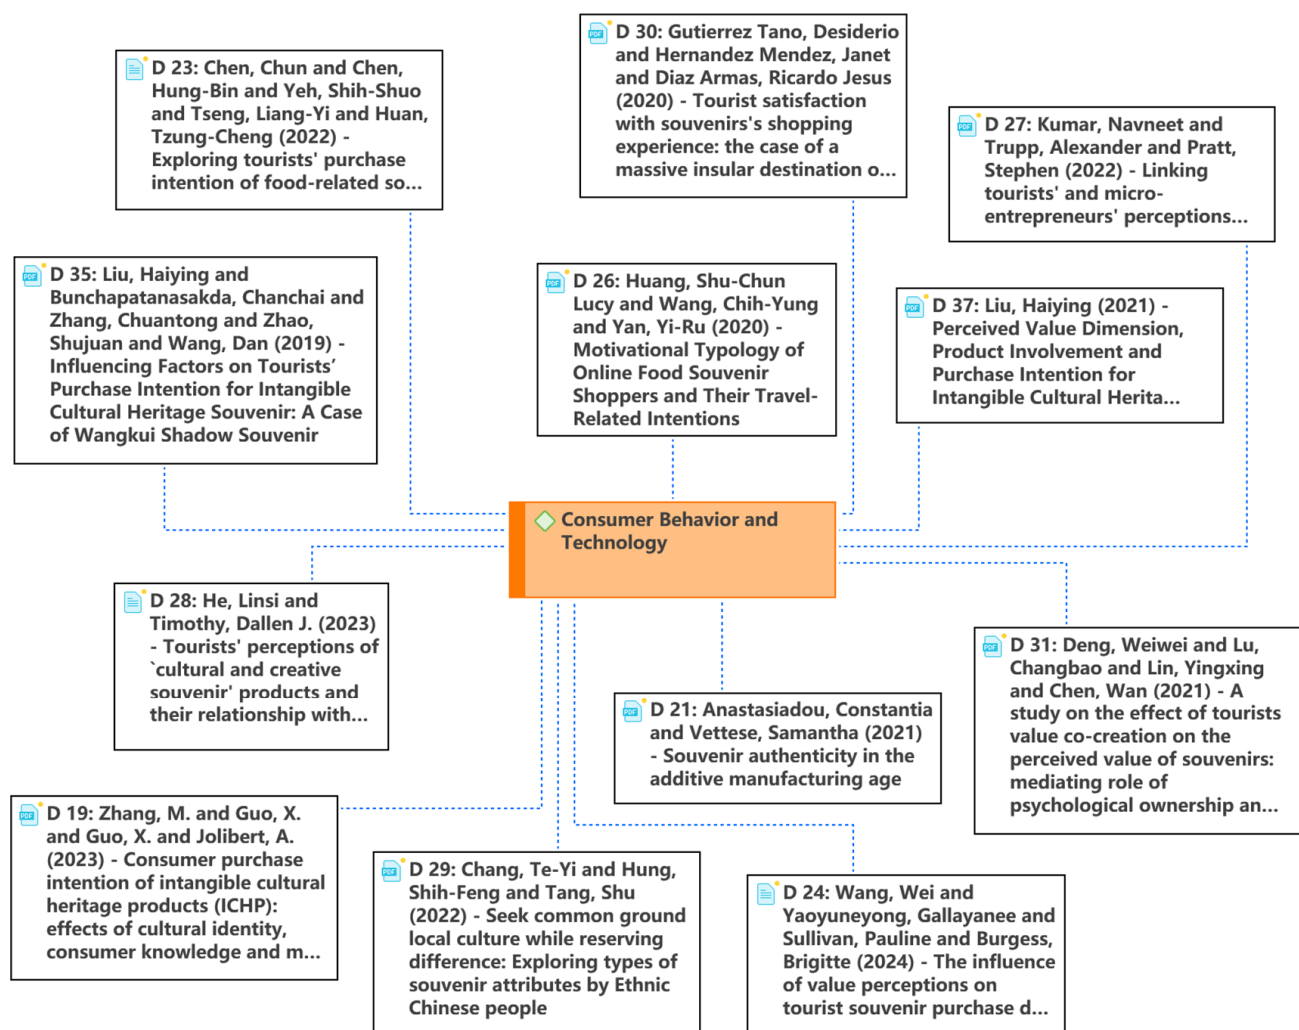 D 30: Gutierrez Tano, Desiderio
and Hernandez Mendez, Janet
and Diaz Armas, Ricardo Jesus
(2020) - Tourist satisfaction
with souvenirs's shopping
experience: the case of a
massive insular destination o...
D 23: Chen, Chun and Chen,
Hung-Bin and Yeh, Shih-Shuo
and Tseng, Liang-Yi and Huan,
Tzung-Cheng (2022) -
Exploring tourists' purchase
intention of food-related so...
D 27: Kumar, Navneet and
Trupp, Alexander and Pratt,
Stephen (2022) - Linking
tourists' and micro-
entrepreneurs' perceptions...
D 35: Liu, Haiying and
Bunchapatanasakda, Chanchai and
Zhang, Chuantong and Zhao,
Shujuan and Wang, Dan (2019) -
Influencing Factors on Tourists’
Purchase Intention for Intangible
Cultural Heritage Souvenir: A Case
of Wangkui Shadow Souvenir
D 26: Huang, Shu-Chun
Lucy and Wang, Chih-Yung
and Yan, Yi-Ru (2020) -
Motivational Typology of
Online Food Souvenir
Shoppers and Their Travel-
Related Intentions
D 37: Liu, Haiying (2021) -
Perceived Value Dimension,
Product Involvement and
Purchase Intention for
Intangible Cultural Herita...
Consumer Behavior and
Technology
D 28: He, Linsi and
Timothy, Dallen J. (2023)
- Tourists' perceptions of
`cultural and creative
souvenir' products and
their relationship with...
D 31: Deng, Weiwei and Lu,
Changbao and Lin, Yingxing
and Chen, Wan (2021) - A
study on the effect of tourists
value co-creation on the
perceived value of souvenirs:
mediating role of
psychological ownership an...
D 21: Anastasiadou, Constantia
and Vettese, Samantha (2021)
- Souvenir authenticity in the
additive manufacturing age
D 19: Zhang, M. and Guo, X.
and Guo, X. and Jolibert, A.
(2023) - Consumer purchase
intention of intangible cultural
heritage products (ICHP):
effects of cultural identity,
consumer knowledge and m...
D 29: Chang, Te-Yi and Hung,
Shih-Feng and Tang, Shu
(2022) - Seek common ground
local culture while reserving
difference: Exploring types of
souvenir attributes by Ethnic
Chinese people
D 24: Wang, Wei and
Yaoyuneyong, Gallayanee and
Sullivan, Pauline and Burgess,
Brigitte (2024) - The influence
of value perceptions on
tourist souvenir purchase d...